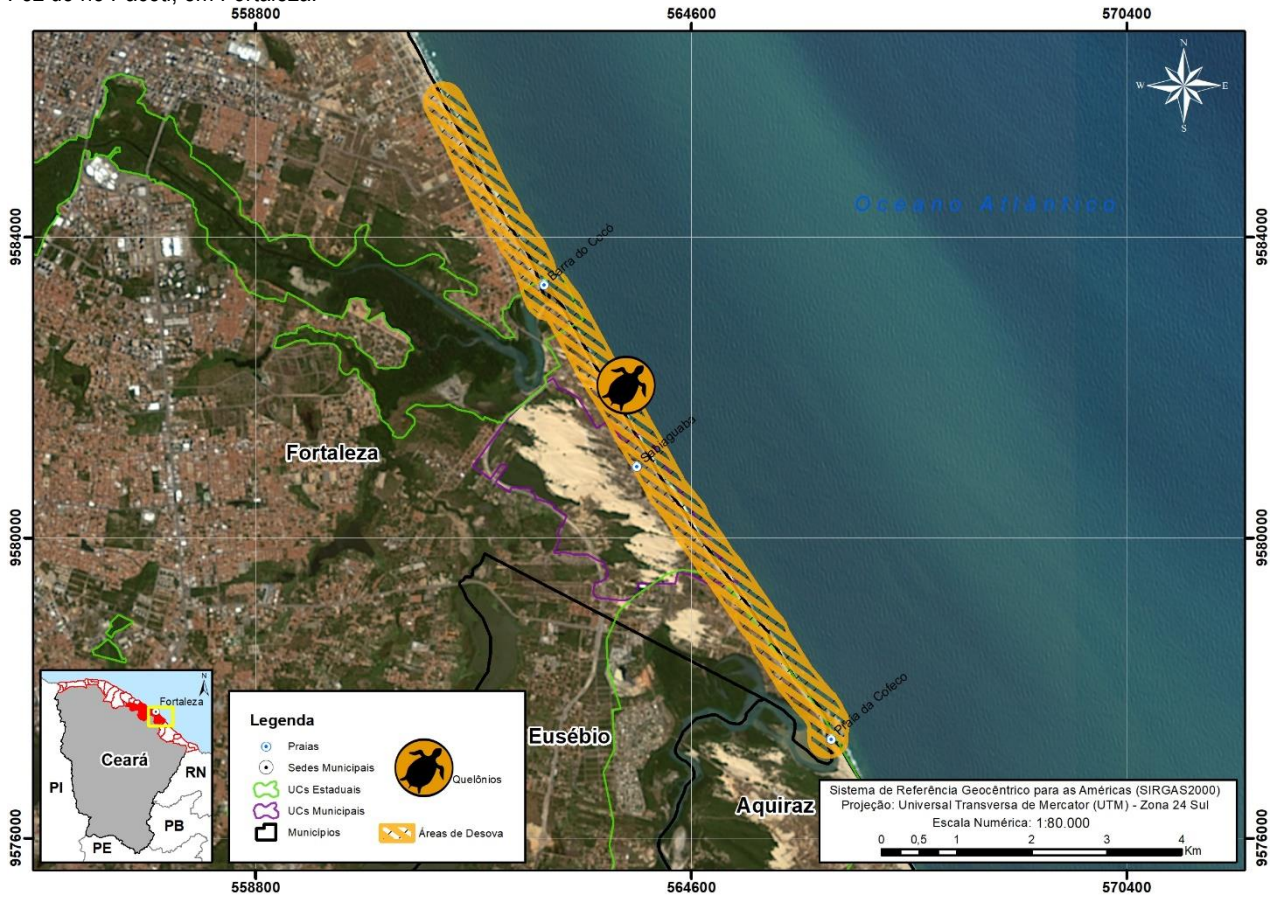 Foz do rio Pacoti, em Fortaleza.
558800
564600
570400
N
W
E
S
Oceano Atlântico
9584000
9584000
Barra do Cocó
Sabiaguaba
Fortaleza
9580000
9580000
Praia da Cofeco
Eusébio
Aquiraz
N
Fortaleza
Ceará
RN
PI
PB
PE
Legenda
Praias
Sedes Municipais
UCs Estaduais
UCs Municipais
Municípios
Quelônios
Áreas de Desova
Sistema de Referência Geocêntrico para as Américas (SIRGAS2000)
Projeção: Universal Transversa de Mercator (UTM) - Zona 24 Sul
Escala Numérica: 1:80.000
0 0,5 1 2 3 4
Km
9576000
9576000
558800
564600
570400